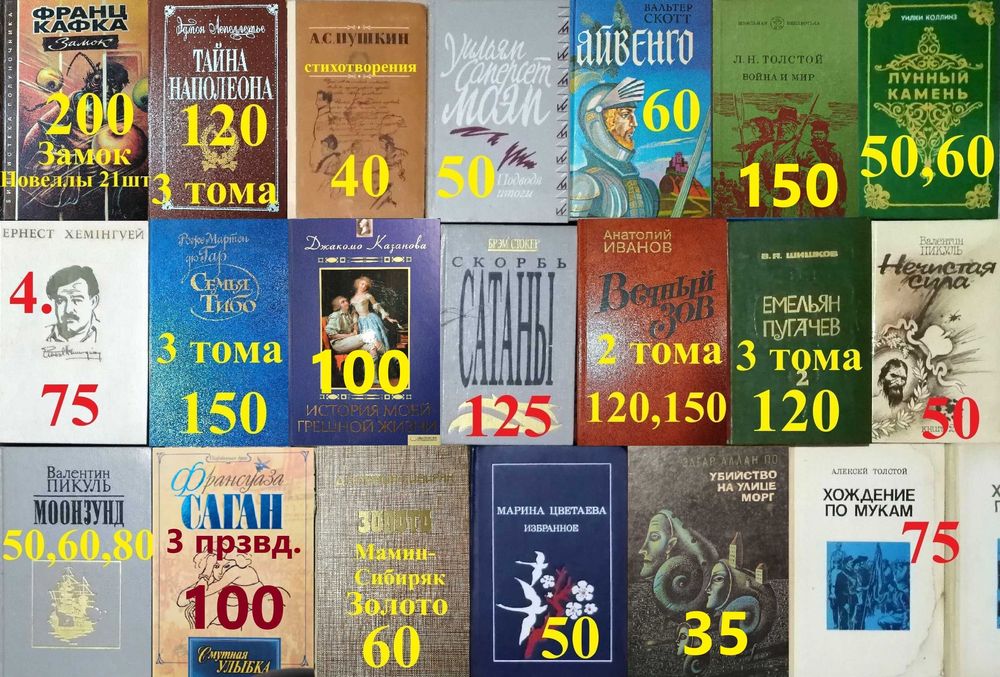 ФРАНЦ
КАФКА
Замок
200
Замок
Новеллы 21шт
БИБЛИОТЕКА ПОЛУНОЧНИКА
Эдмон Лепеллетье
ТАЙНА
НАПОЛЕОНА
120
3 тома
А.С.ПУШКИН
стихотворения
40
Уильям
Сомерсет
Моэм
50
Подводя
итоги
ВАЛЬТЕР
СКОТТ
АЙВЕНГО
60
ШКОЛЬНАЯ БИБЛИОТЕКА
Л. Н. ТОЛСТОЙ
ВОЙНА И МИР
150
УИЛКИ КОЛЛИНЗ
ЛУННЫЙ
КАМЕНЬ
50,60
ЕРНЕСТ ХЕМІНГУЕЙ
4.
75
Роже Мартен
дю Гар
СЕМЬЯ
ТИБО
3 тома
150
Джакомо Казанова
100
ИСТОРИЯ МОЕЙ
ГРЕШНОЙ ЖИЗНИ
БРЭМ СТОКЕР
СКОРБЬ
САТАНЫ
125
Анатолий
ИВАНОВ
Вечный
зов
2 тома
120,150
В.Я. ШИШКОВ
ЕМЕЛЬЯН
ПУГАЧЕВ
3 тома
2
120
Валентин
ПИКУЛЬ
Нечистая
сила
50
Валентин
ПИКУЛЬ
МООНЗУНД
50,60,80
Франсуаза
САГАН
3 прзвд.
100
Смутная
УЛЫБКА
ЗОЛОТО
Мамин-
Сибиряк
Золото
60
МАРИНА ЦВЕТАЕВА
ИЗБРАННОЕ
50
ЭДГАР АЛЛАН ПО
УБИЙСТВО
НА УЛИЦЕ
МОРГ
35
АЛЕКСЕЙ ТОЛСТОЙ
ХОЖДЕНИЕ
ПО МУКАМ
75